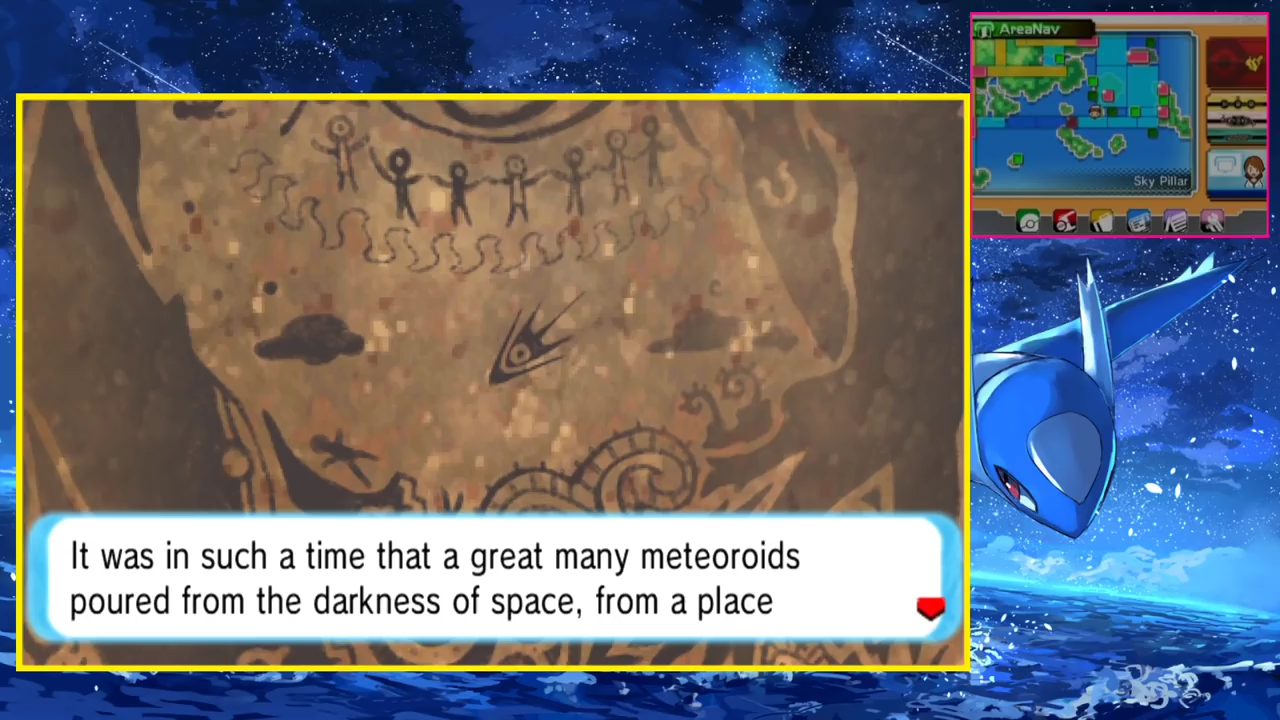 AreaNav
Sky Pillar
It was in such a time that a great many meteoroids
poured from the darkness of space, from a place